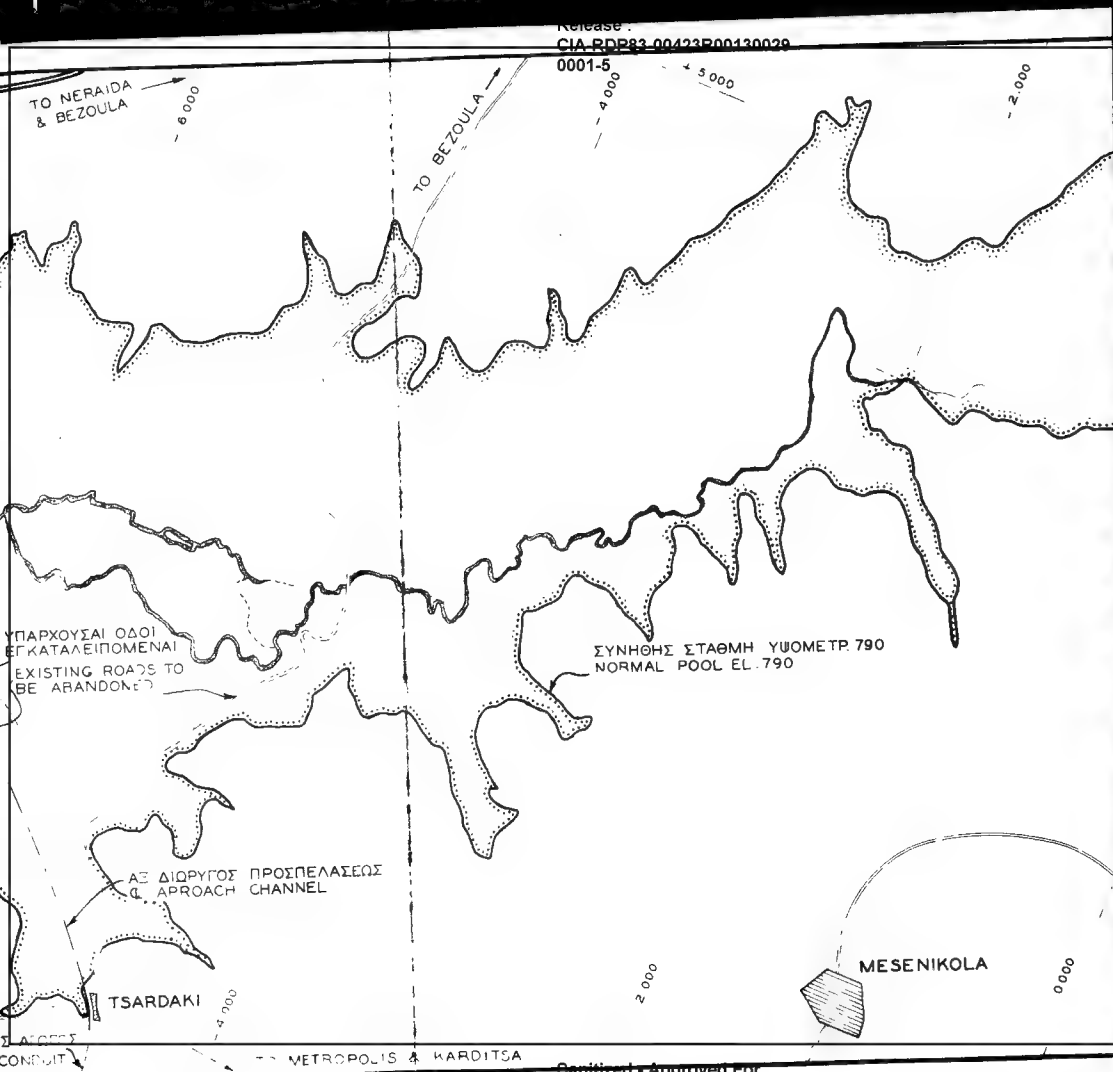 Release :
CIA-RDP83-00423R00130029
0001-5
TO NERAIDA
& BEZOULA
- 6 000
TO BEZOULA
- 4 000
+ 5 000
- 2.000
ΥΠΑΡΧΟΥΣΑΙ ΟΔΟΙ
ΕΓΚΑΤΑΛΕΙΠΟΜΕΝΑΙ
EXISTING ROADS TO
BE ABANDONED
ΣΥΝΗΘΗΣ ΣΤΑΘΜΗ ΥΨΟΜΕΤΡ. 790
NORMAL POOL EL. 790
ΑΞ ΔΙΩΡΥΓΟΣ ΠΡΟΣΠΕΛΑΣΕΩΣ
℄ APROACH CHANNEL
MESENIKOLA
TSARDAKI
- 4 000
2 000
0000
CONDUIT
TO METROPOLIS & KARDITSA
Sanitized - Approved For